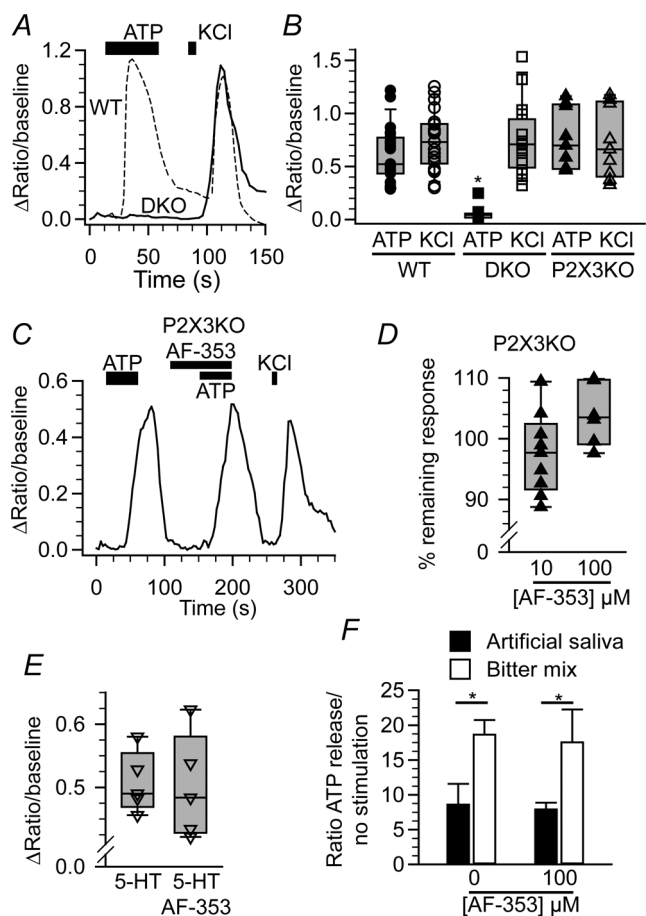 A
ATP
KCl
ΔRatio/baseline
1.2
0.8
0.4
0.0
WT
DKO
0
50
100
150
Time (s)
B
ΔRatio/baseline
1.5
1.0
0.5
0.0
*
ATP KCl ATP KCl ATP KCl
WT DKO P2X3KO
C
P2X3KO
AF-353
ATP
ATP
KCl
ΔRatio/baseline
0.6
0.4
0.2
0.0
0 100 200 300
Time (s)
D
P2X3KO
% remaining response
110
100
90
0
10 100
[AF-353] µM
E
ΔRatio/baseline
0.6
0.5
0.0
5-HT 5-HT
AF-353
F
Artificial saliva
Bitter mix
Ratio ATP release/
no stimulation
25
20
15
10
5
0
* *
0 100
[AF-353] µM